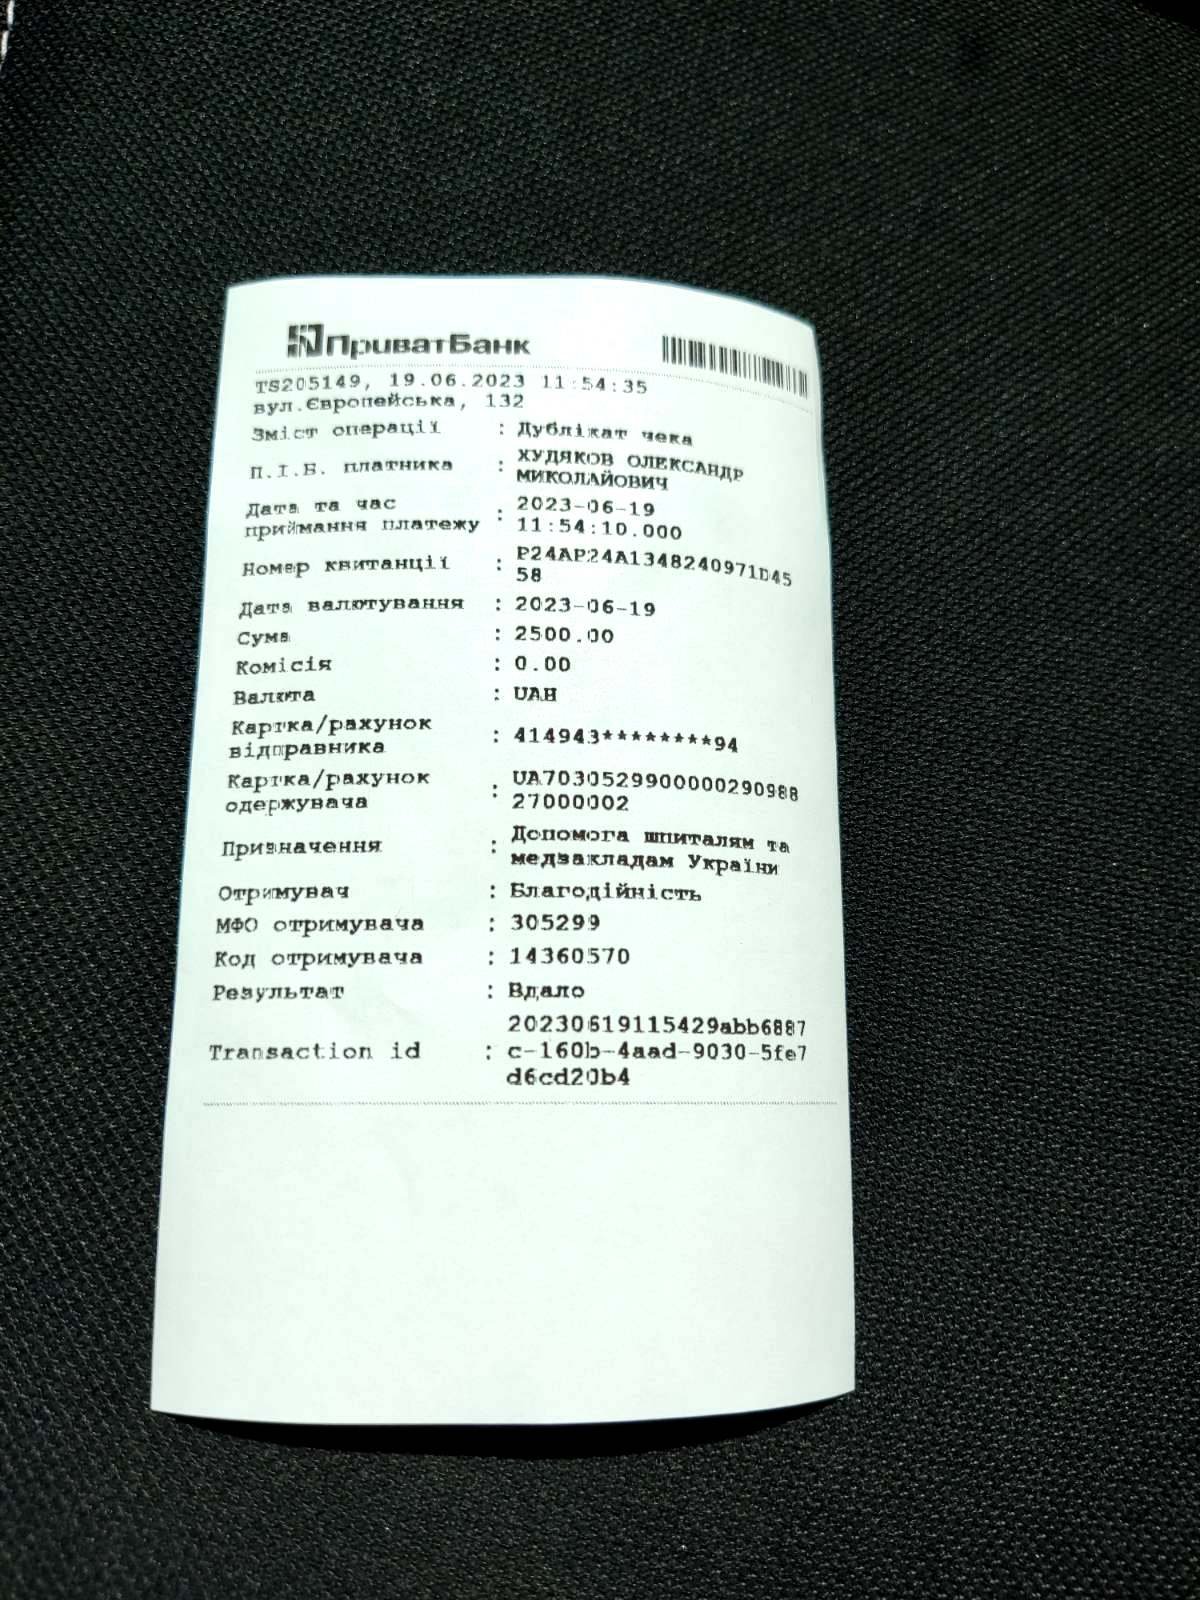 ПриватБанк
TS205149, 19.06.2023 11:54:35
вул.Європейська, 132
Зміст операції : Дублікат чека
П.І.Б. платника : ХУДЯКОВ ОЛЕКСАНДР
МИКОЛАЙОВИЧ
Дата та час
приймання платежу : 2023-06-19
11:54:10.000
Номер квитанції : P24AP24A1348240971D45
58
Дата валютування : 2023-06-19
Сума : 2500.00
Комісія : 0.00
Валюта : UAH
Картка/рахунок
відправника : 414943********94
Картка/рахунок
одержувача : UA7030529900000290988
27000002
Призначення : Допомога шпиталям та
медзакладам України
Отримувач : Благодійність
МФО отримувача : 305299
Код отримувача : 14360570
Результат : Вдало
Transaction id : 20230619115429abb6887
c-160b-4aad-9030-5fe7
d6cd20b4